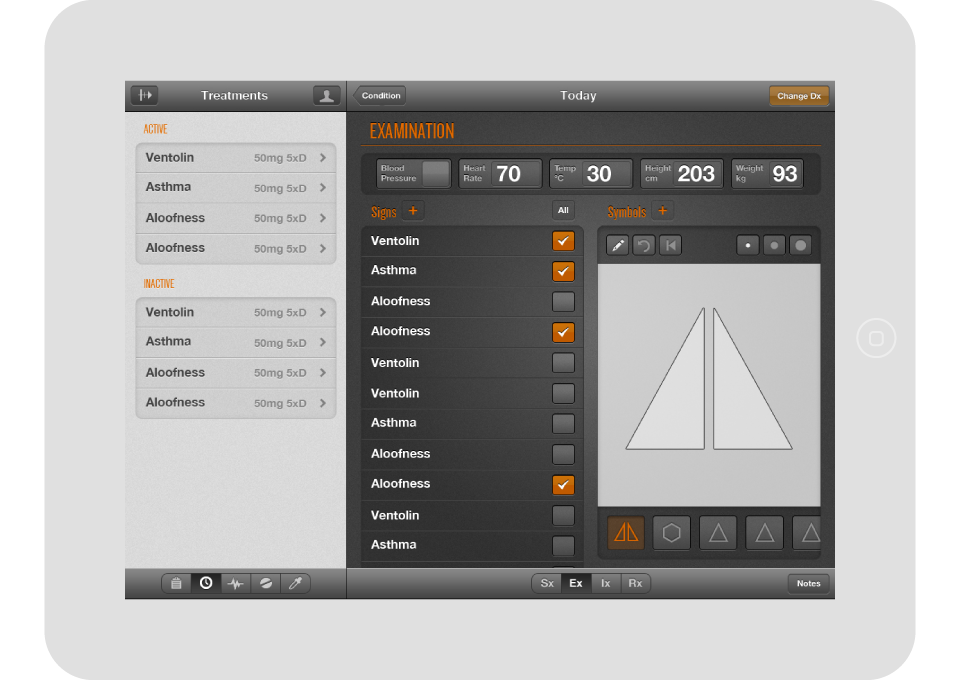 Treatments
Condition
Today
Change Dx
ACTIVE
Ventolin 50mg 5xD
Asthma 50mg 5xD
Aloofness 50mg 5xD
Aloofness 50mg 5xD
INACTIVE
Ventolin 50mg 5xD
Asthma 50mg 5xD
Aloofness 50mg 5xD
Aloofness 50mg 5xD
EXAMINATION
Blood
Pressure
Heart
Rate
70
Temp
°C
30
Height
cm
203
Weight
kg
93
Signs +
All
Ventolin
Asthma
Aloofness
Aloofness
Ventolin
Ventolin
Asthma
Aloofness
Aloofness
Ventolin
Asthma
Symbols +
Sx Ex Ix Rx
Notes